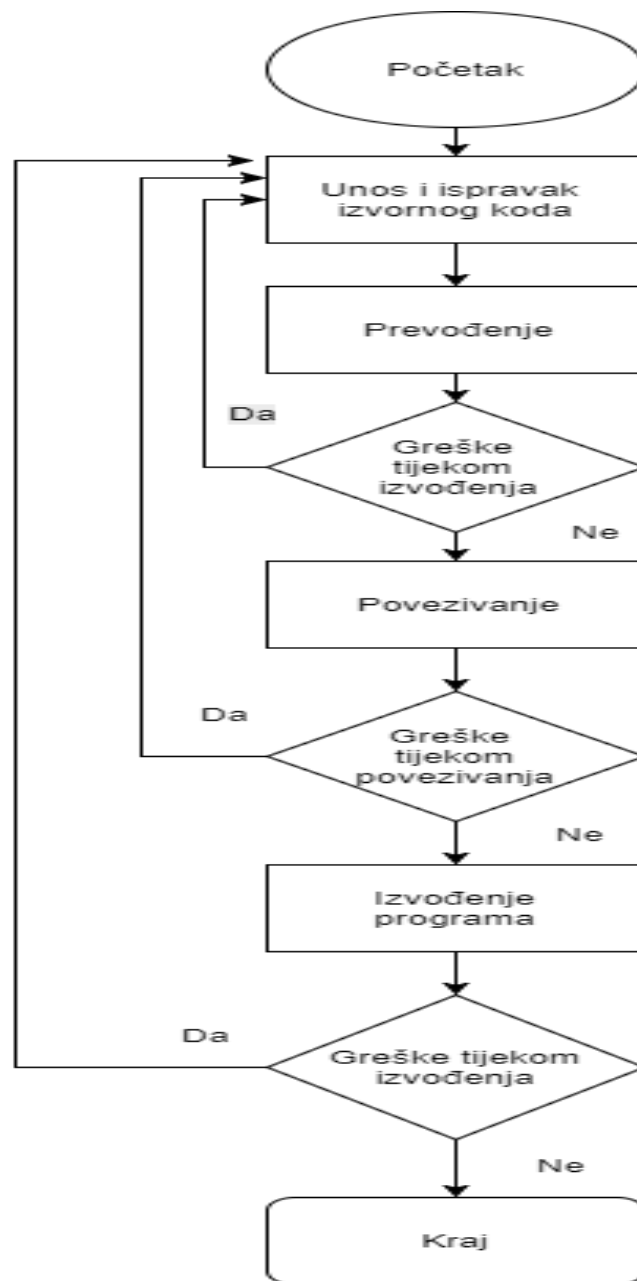 Početak
Unos i ispravak
izvornog koda
Prevođenje
Da
Greške
tijekom
izvođenja
Ne
Povezivanje
Da
Greške
tijekom
povezivanja
Ne
Izvođenje
programa
Da
Greške tijekom
izvođenja
Ne
Kraj